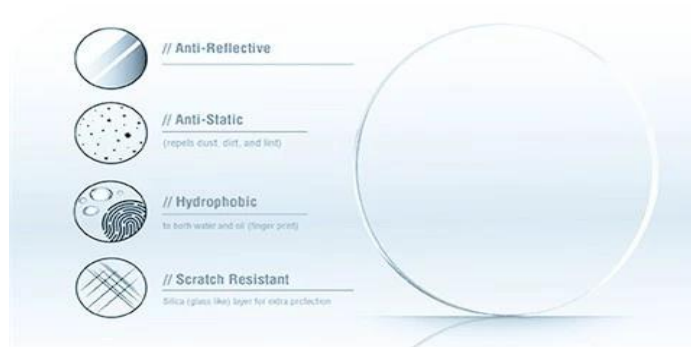 // Anti-Reflective
// Anti-Static
(repels dust, dirt, and lint)
// Hydrophobic
to both water and oil (finger print)
// Scratch Resistant
Silica (glass like) layer for extra protection